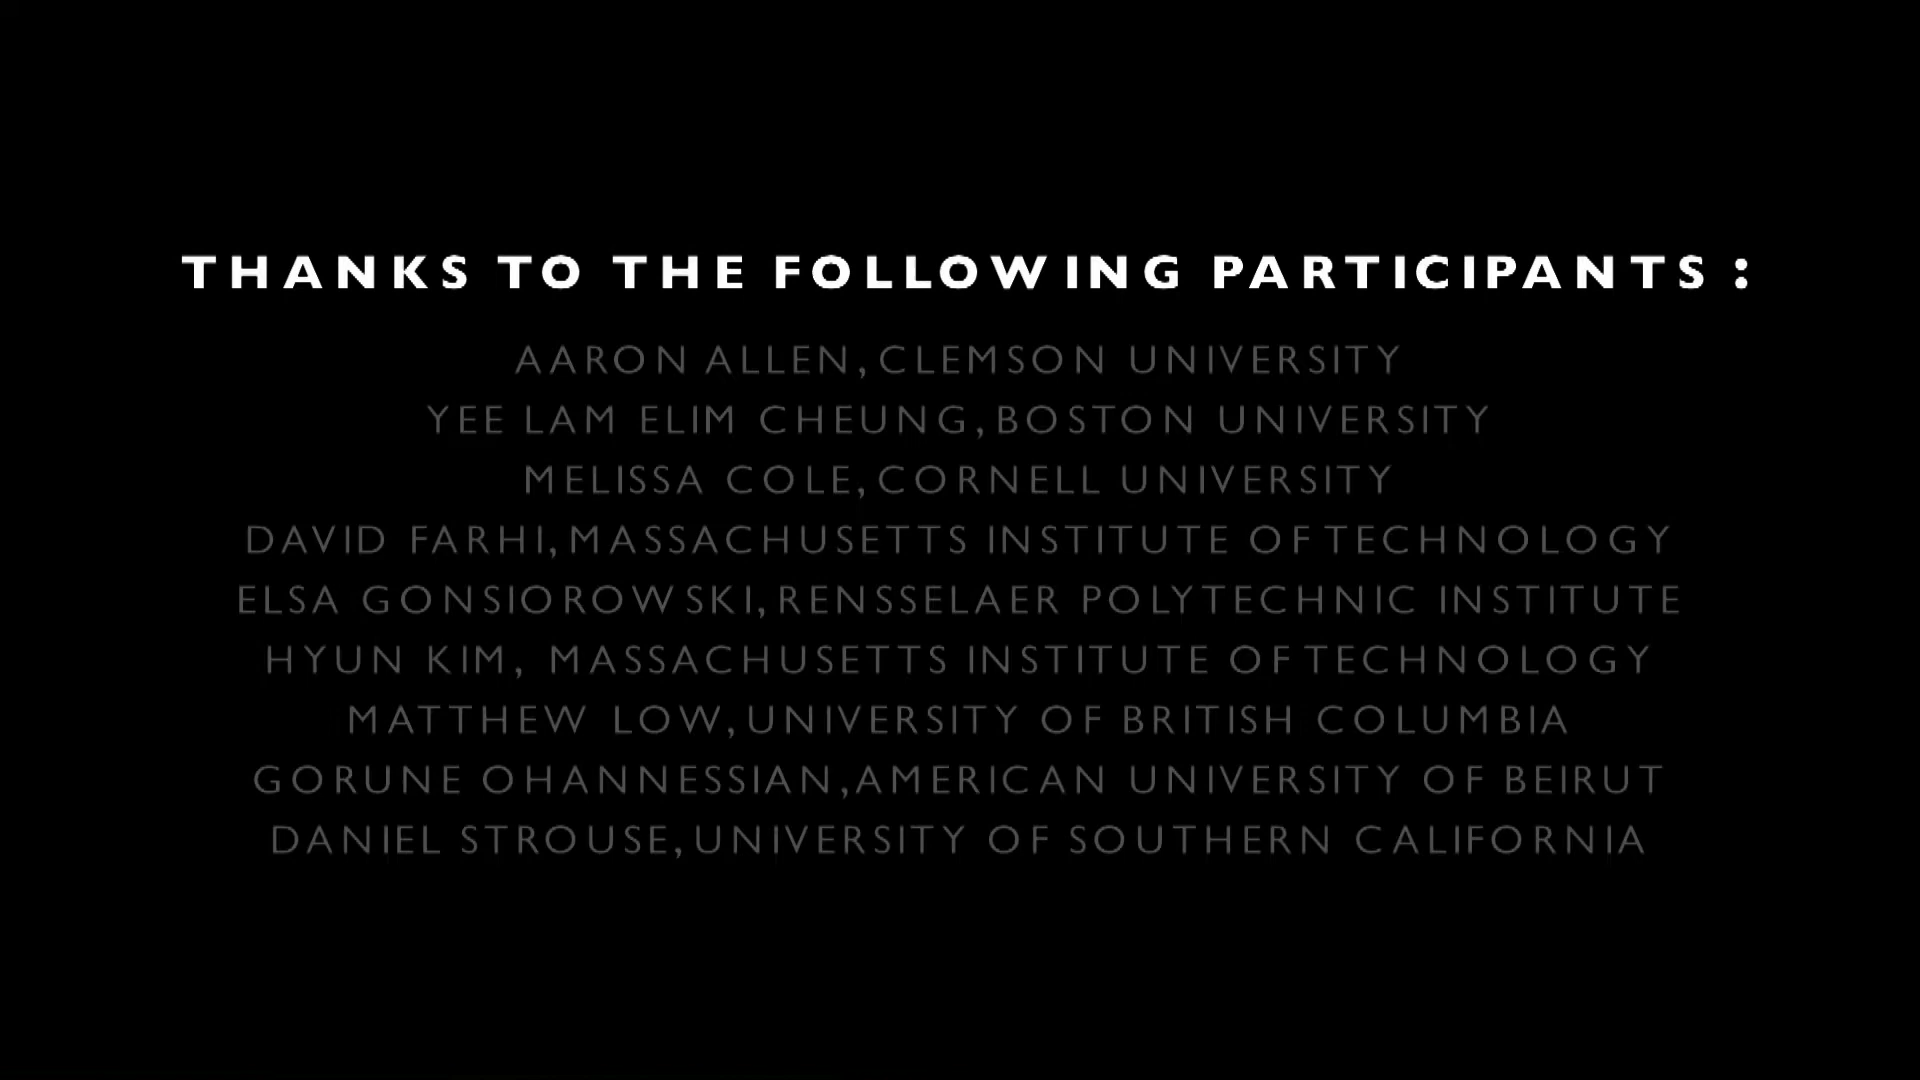 THANKS TO THE FOLLOWING PARTICIPANTS :
AARON ALLEN, CLEMSON UNIVERSITY
YEE LAM ELIM CHEUNG, BOSTON UNIVERSITY
MELISSA COLE, CORNELL UNIVERSITY
DAVID FARHI, MASSACHUSETTS INSTITUTE OF TECHNOLOGY
ELSA GONSIOROWSKI, RENSSELAER POLYTECHNIC INSTITUTE
HYUN KIM, MASSACHUSETTS INSTITUTE OF TECHNOLOGY
MATTHEW LOW, UNIVERSITY OF BRITISH COLUMBIA
GORUNE OHANNESSIAN, AMERICAN UNIVERSITY OF BEIRUT
DANIEL STROUSE, UNIVERSITY OF SOUTHERN CALIFORNIA